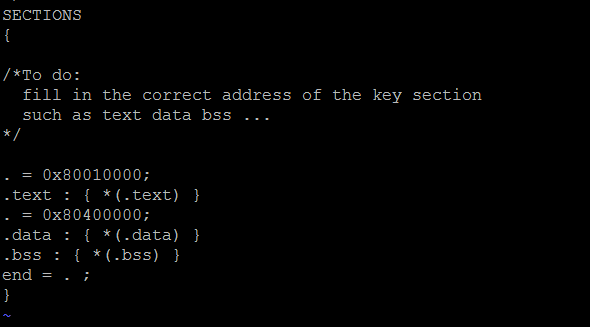 SECTIONS
{
/*To do:
fill in the correct address of the key section
such as text data bss ...
*/
. = 0x80010000;
.text : { *(.text) }
. = 0x80400000;
.data : { *(.data) }
.bss : { *(.bss) }
end = . ;
}
~